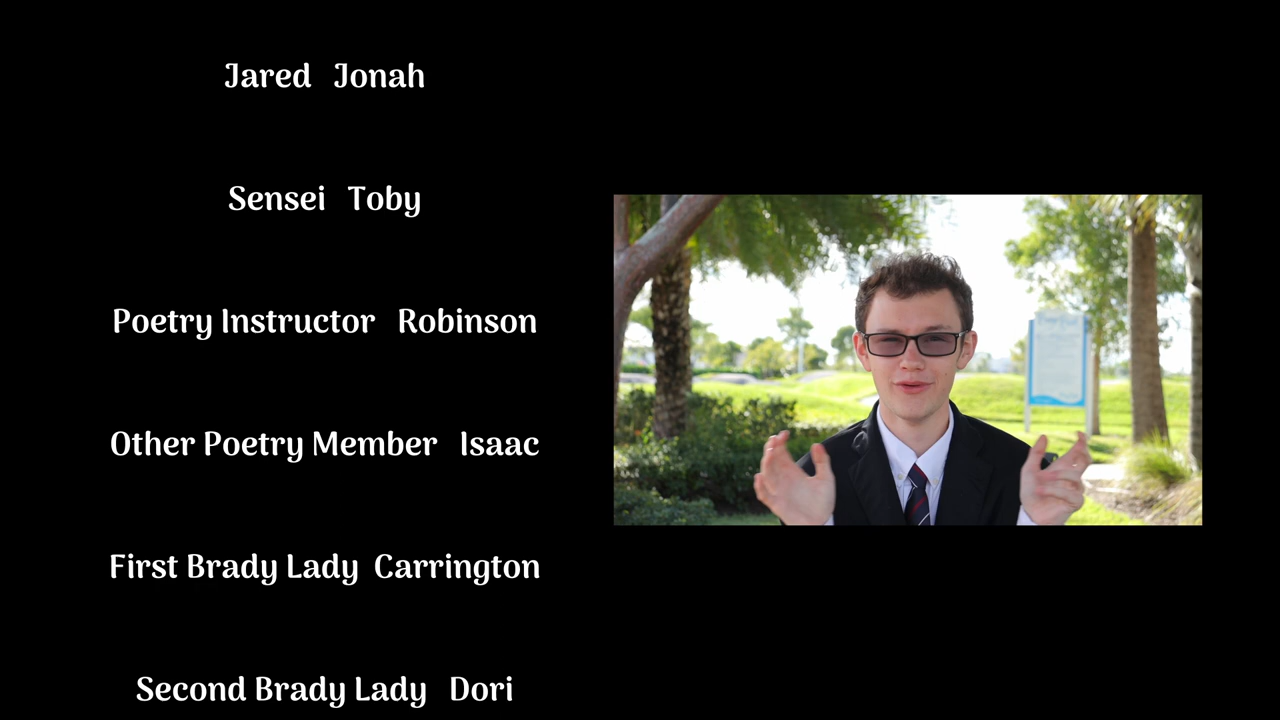 Jared Jonah
Sensei Toby
Poetry Instructor Robinson
Other Poetry Member Isaac
First Brady Lady Carrington
Second Brady Lady Dori